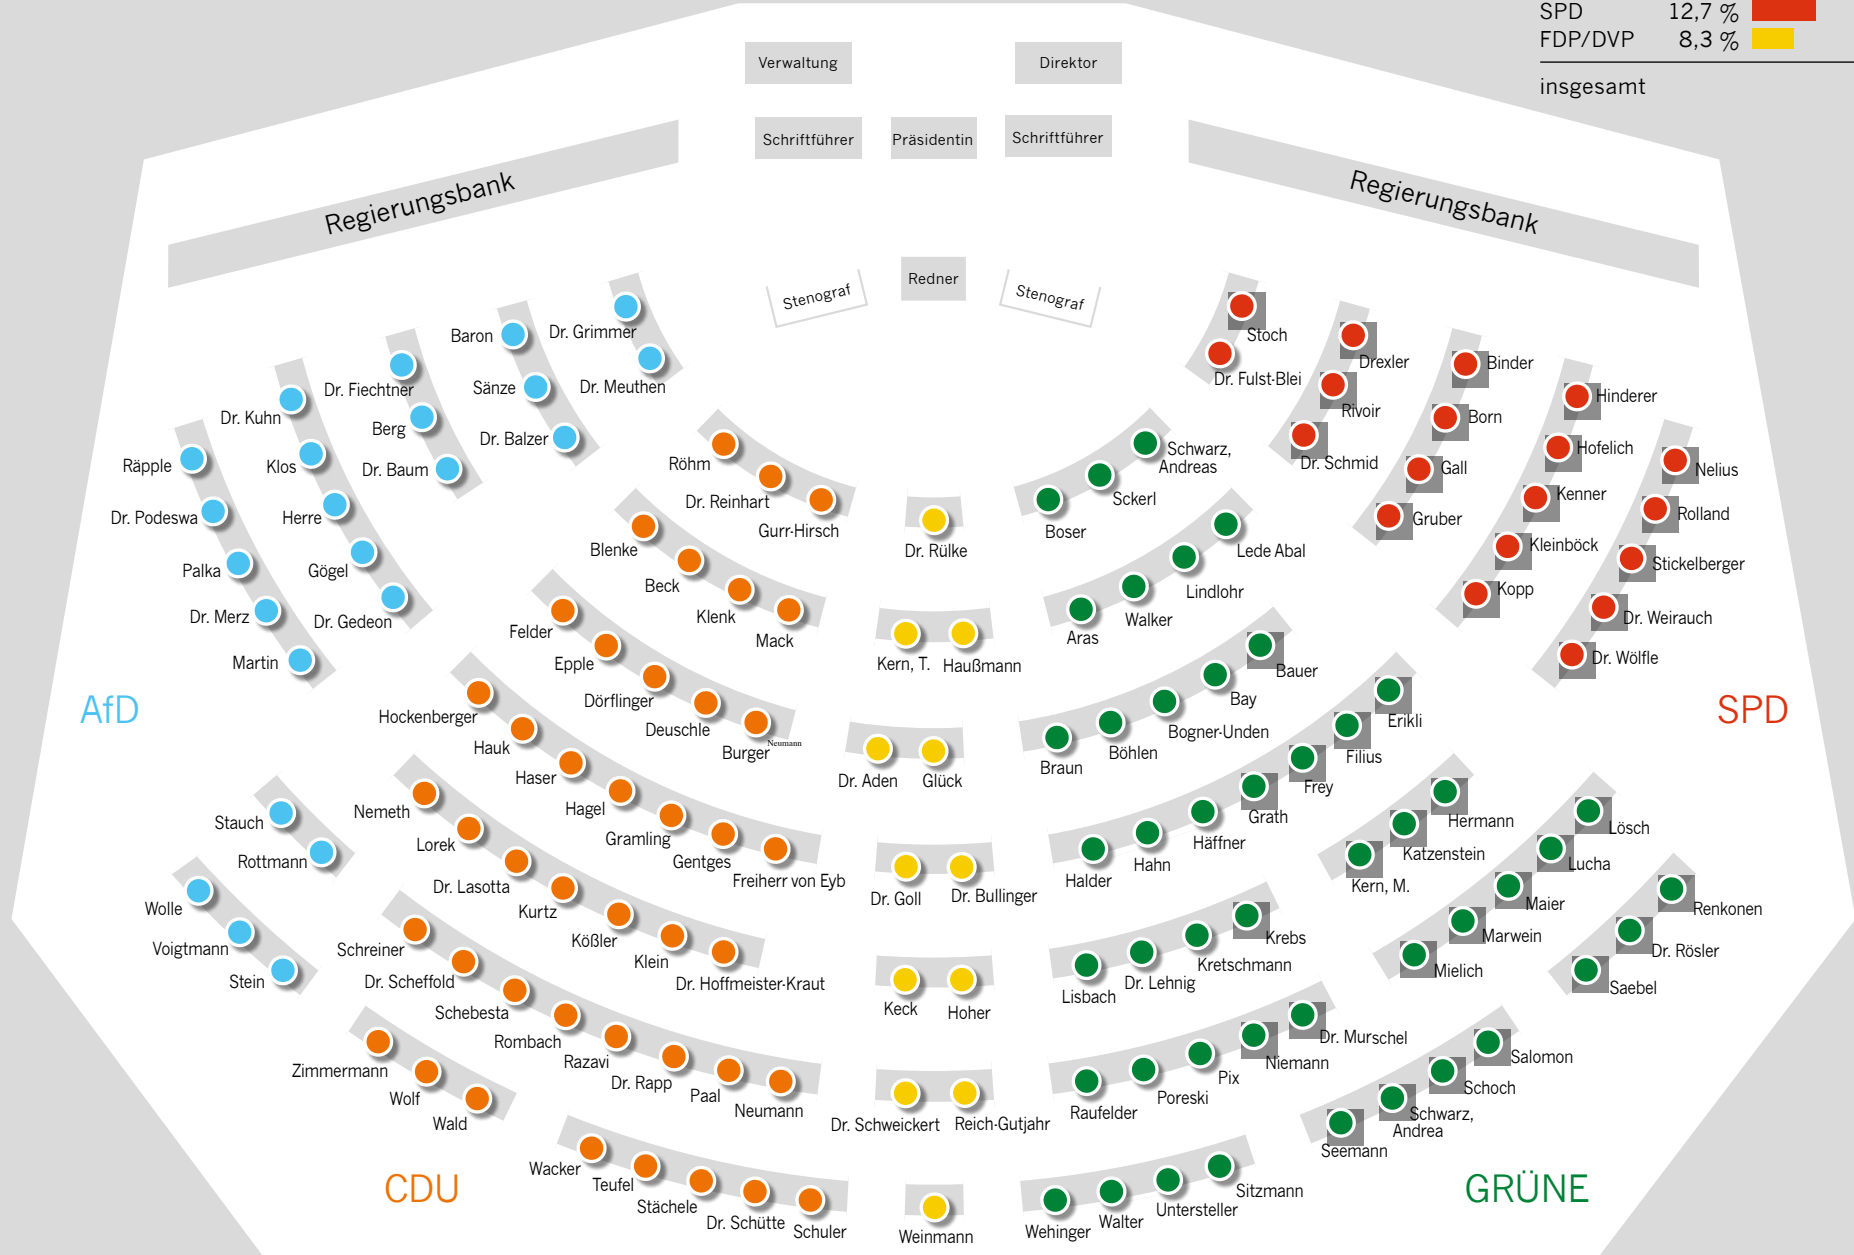 SPD 12,7 %
FDP/DVP 8,3 %
insgesamt
Verwaltung
Direktor
Schriftführer
Präsidentin
Schriftführer
Regierungsbank
Regierungsbank
Redner
Stenograf
Stenograf
Dr. Grimmer
Dr. Meuthen
Baron
Sänze
Dr. Balzer
Dr. Fiechtner
Berg
Dr. Baum
Dr. Kuhn
Klos
Herre
Gögel
Dr. Gedeon
Räpple
Dr. Podeswa
Palka
Dr. Merz
Martin
AfD
Stauch
Rottmann
Wolle
Voigtmann
Stein
Röhm
Dr. Reinhart
Gurr-Hirsch
Blenke
Beck
Klenk
Mack
Felder
Epple
Dörflinger
Deuschle
Burger
Neumann
Hockenberger
Hauk
Haser
Hagel
Gramling
Gentges
Freiherr von Eyb
Nemeth
Lorek
Dr. Lasotta
Kurtz
Kößler
Klein
Dr. Hoffmeister-Kraut
Schreiner
Dr. Scheffold
Schebesta
Rombach
Razavi
Dr. Rapp
Paal
Neumann
Zimmermann
Wolf
Wald
Wacker
Teufel
Stächele
Dr. Schütte
Schuler
CDU
Dr. Rülke
Kern, T.
Haußmann
Dr. Aden
Glück
Dr. Goll
Dr. Bullinger
Keck
Hoher
Dr. Schweickert
Reich-Gutjahr
Weinmann
Schwarz,
Andreas
Sckerl
Boser
Lede Abal
Lindlohr
Walker
Aras
Bauer
Bay
Bogner-Unden
Böhlen
Braun
Erikli
Filius
Frey
Grath
Häffner
Hahn
Halder
Hermann
Katzenstein
Kern, M.
Krebs
Kretschmann
Dr. Lehnig
Lisbach
Lösch
Lucha
Maier
Marwein
Mielich
Dr. Murschel
Niemann
Pix
Poreski
Raufelder
Renkonen
Dr. Rösler
Saebel
Salomon
Schoch
Schwarz,
Andrea
Seemann
Sitzmann
Untersteller
Walter
Wehinger
GRÜNE
Stoch
Dr. Fulst-Blei
Drexler
Rivoir
Dr. Schmid
Binder
Born
Gall
Gruber
Hinderer
Hofelich
Kenner
Kleinböck
Kopp
Nelius
Rolland
Stickelberger
Dr. Weirauch
Dr. Wölfle
SPD